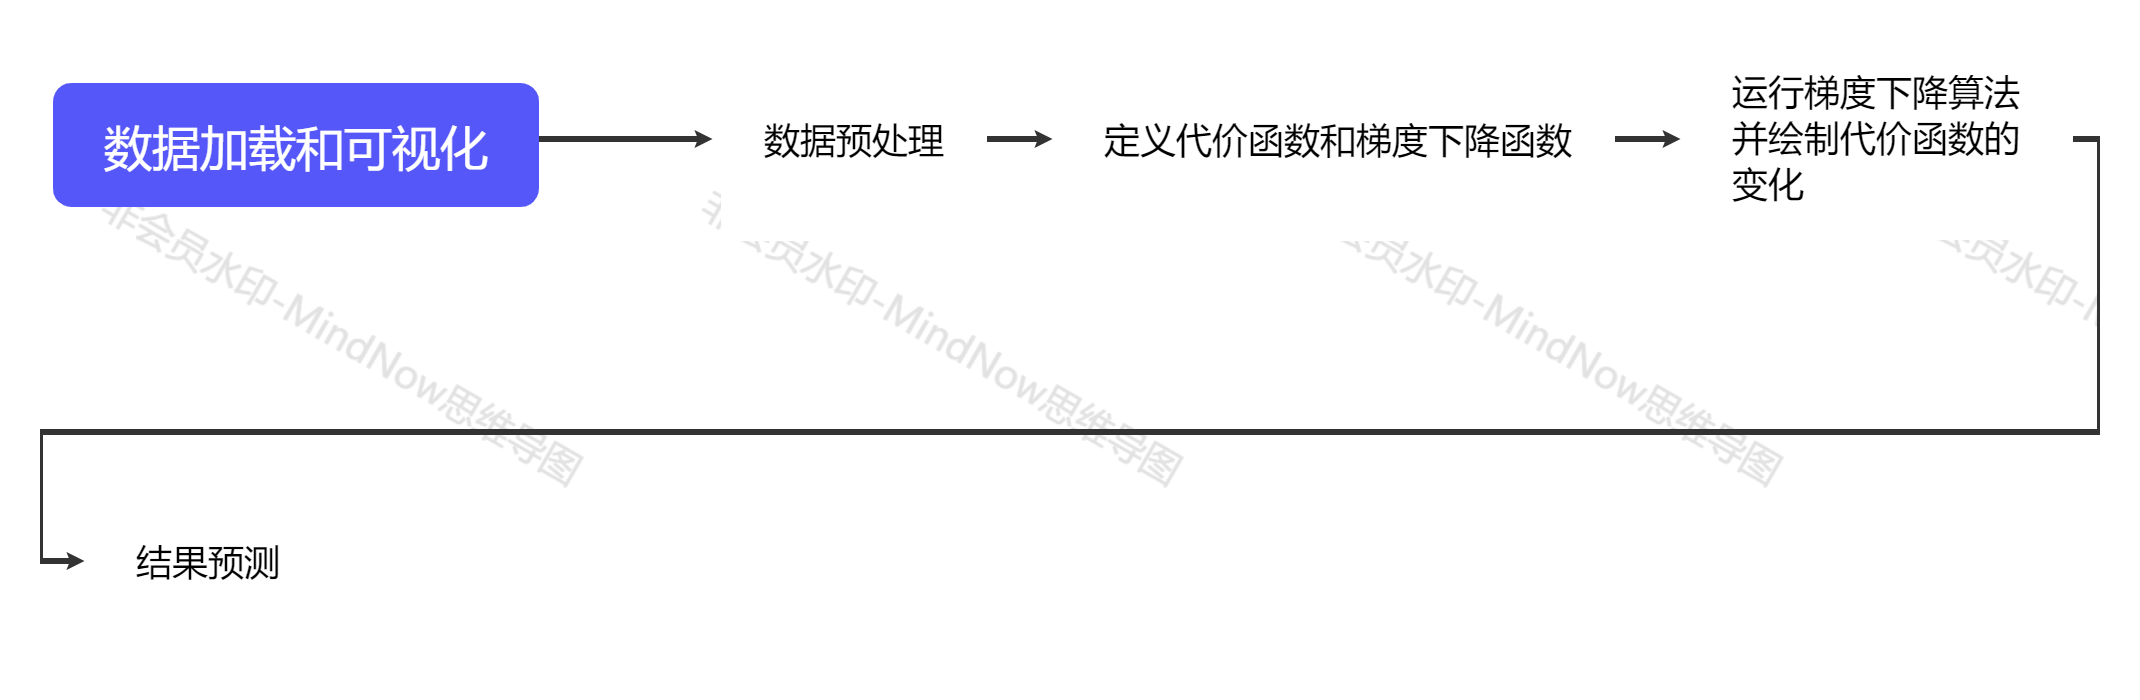 数据加载和可视化
数据预处理
定义代价函数和梯度下降函数
运行梯度下降算法
并绘制代价函数的
变化
非会员水印-MindNow思维导图
会员水印-MindNow思维导图
会员水印-MindNow思维导图
会员水印-
结果预测